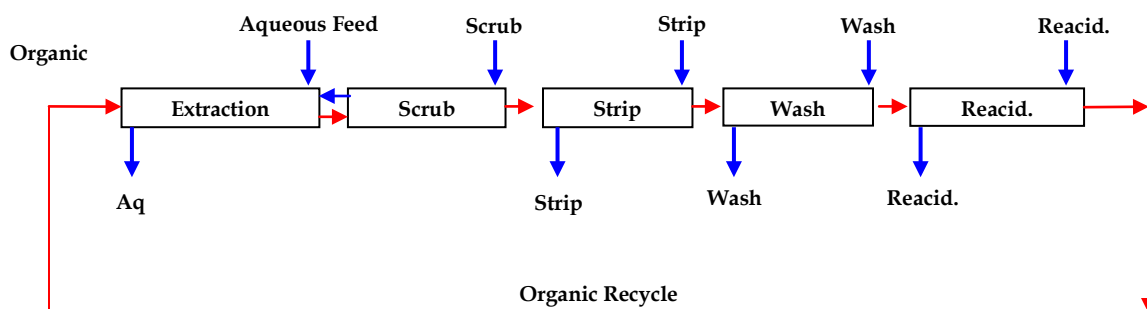 Aqueous Feed
Scrub
Strip
Wash
Reacid.
Organic
Extraction
Scrub
Strip
Wash
Reacid.
Aq
Strip
Wash
Reacid.
Organic Recycle